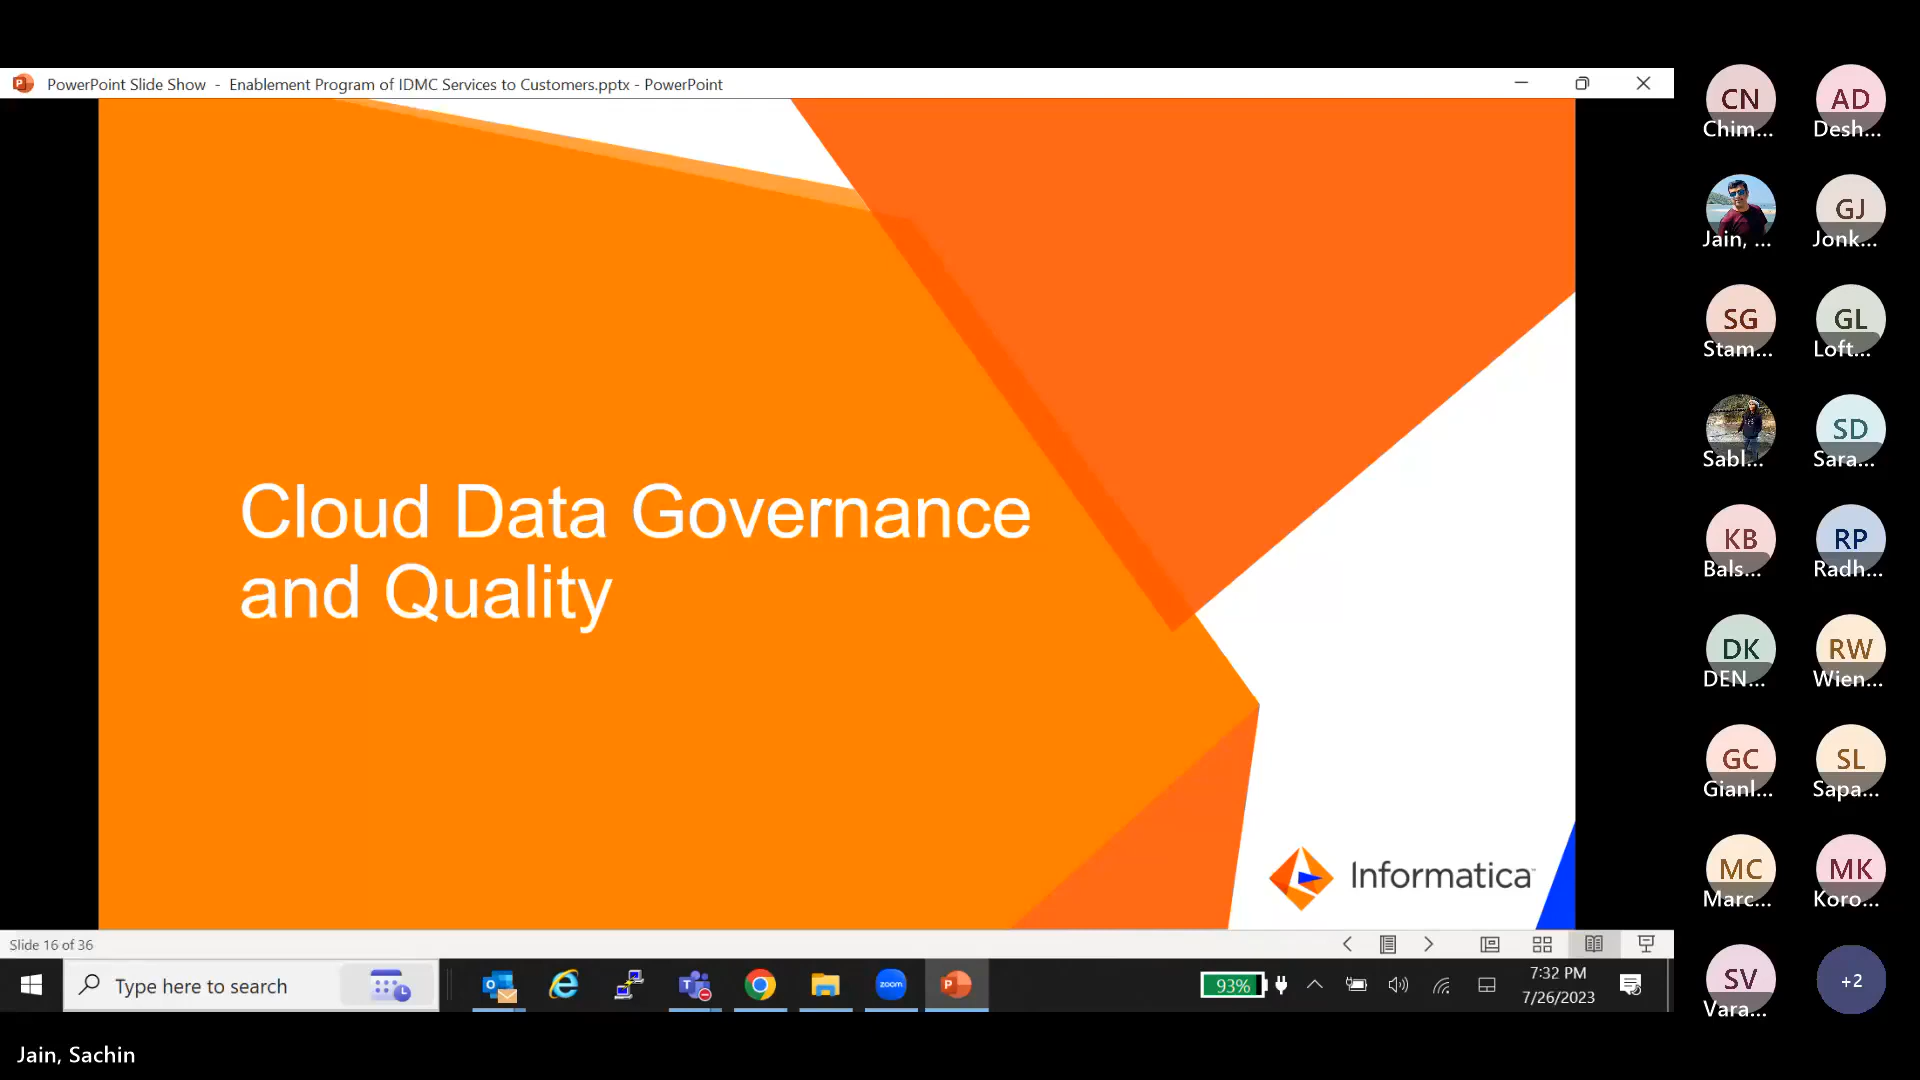 PowerPoint Slide Show - Enablement Program of IDMC Services to Customers.pptx - PowerPoint
Cloud Data Governance
and Quality
Informatica
Slide 16 of 36
Type here to search
zoom
93%
7:32 PM
7/26/2023
Jain, Sachin
CN
Chim...
AD
Desh...
Jain, ...
GJ
Jonk...
SG
Stam...
GL
Loft...
Sabl...
SD
Sara...
KB
Bals...
RP
Radh...
DK
DEN...
RW
Wien...
GC
Gianl...
SL
Sapa...
MC
Marc...
MK
Koro...
SV
Vara...
+2